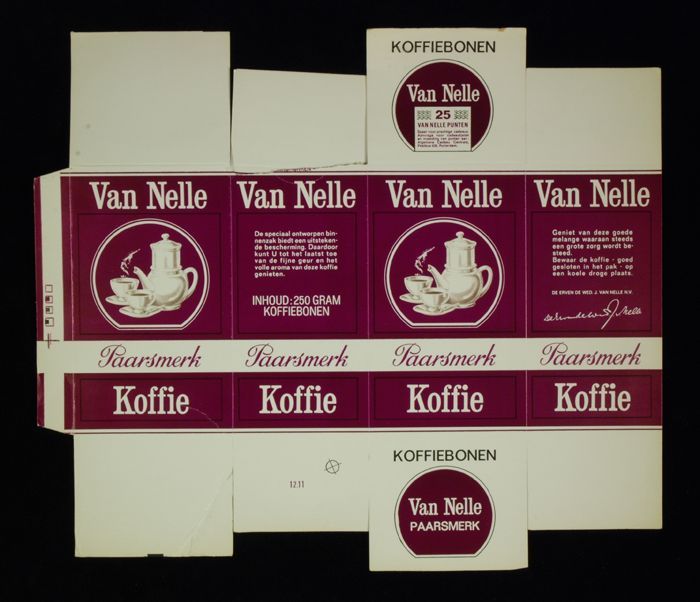 KOFFIEBONEN
Van Nelle
25
VAN NELLE PUNTEN
Van Nelle
Van Nelle
De speciaal ontworpen bin-
nenzak biedt een uitsteken-
de bescherming. Daardoor
kunt U tot het laatst toe
van de fijne geur en het
volle aroma van deze koffie
genieten.
INHOUD: 250 GRAM
KOFFIEBONEN
Van Nelle
Van Nelle
Geniet van deze goede
melange waaraan steeds
een grote zorg wordt be-
steed.
Bewaar de koffie - goed
gesloten in het pak - op
een koele droge plaats.
DE ERVEN DE WED. J. VAN NELLE N.V.
Paarsmerk
Paarsmerk
Paarsmerk
Paarsmerk
Koffie
Koffie
Koffie
Koffie
12.11
KOFFIEBONEN
Van Nelle
PAARSMERK